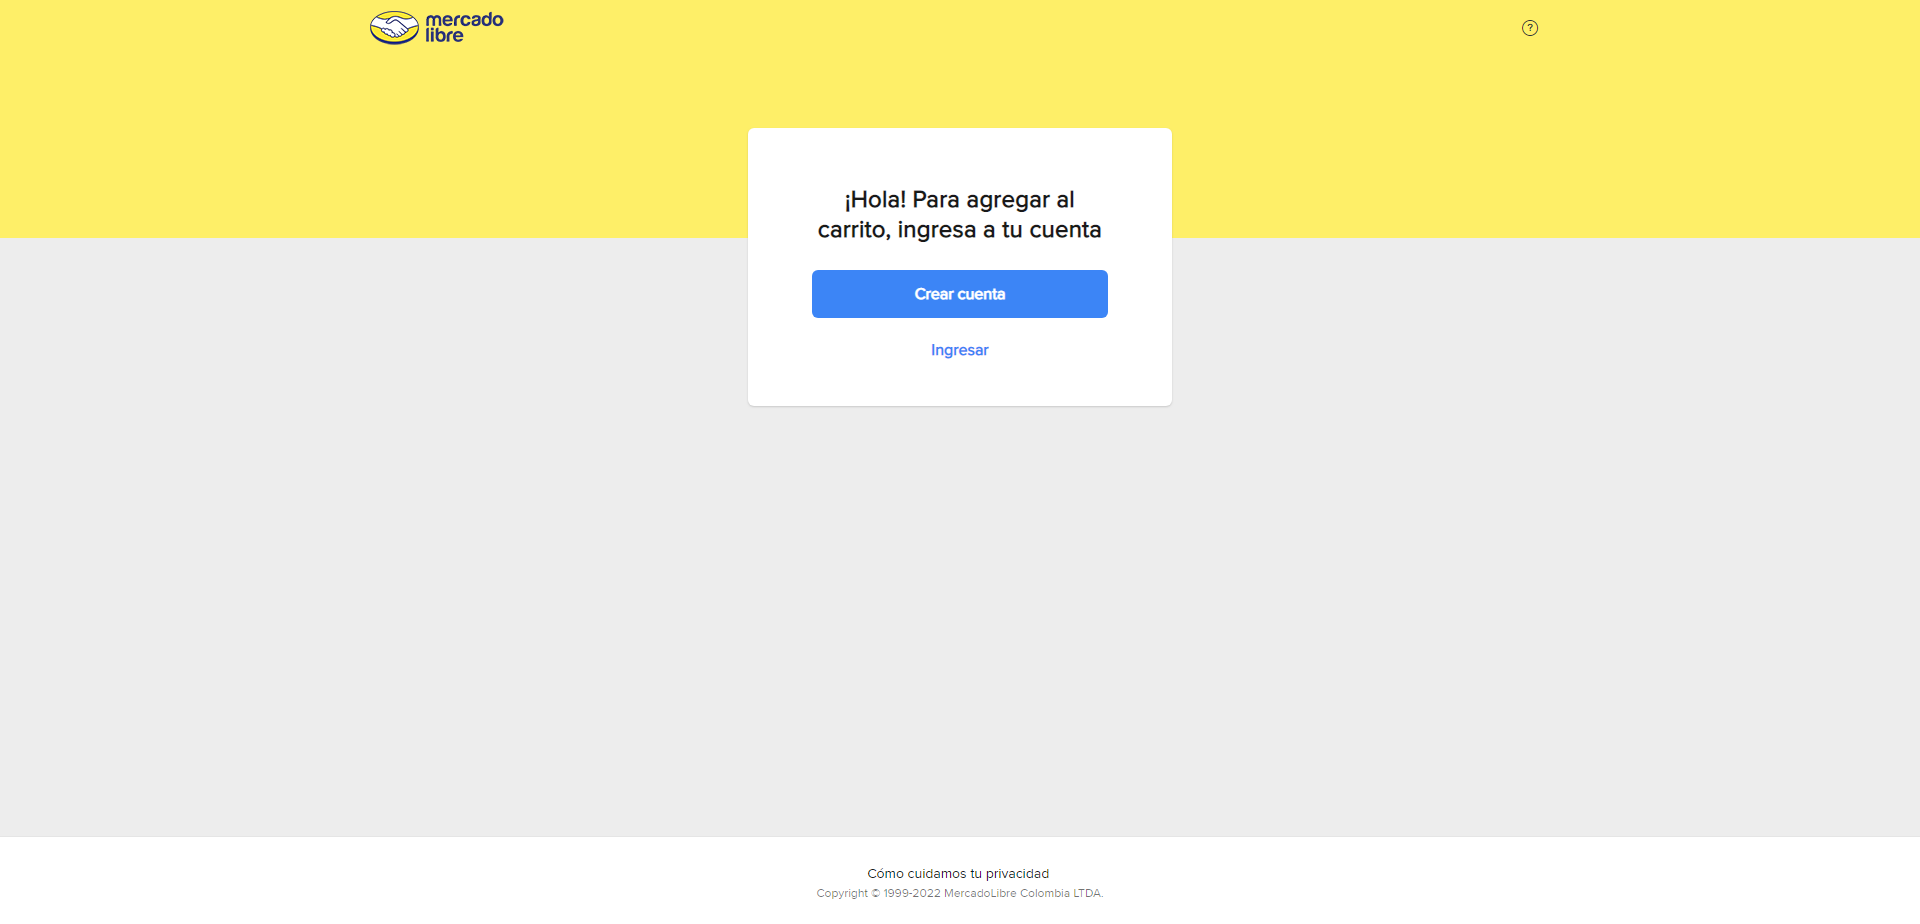 mercado
libre
?
¡Hola! Para agregar al
carrito, ingresa a tu cuenta
Crear cuenta
Ingresar
Cómo cuidamos tu privacidad
Copyright © 1999-2022 MercadoLibre Colombia LTDA.